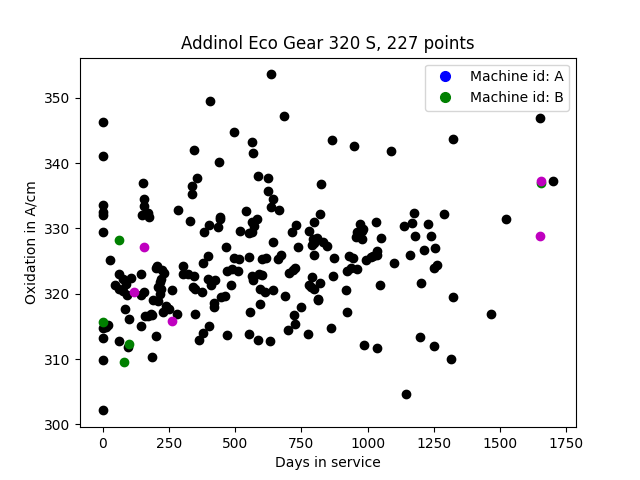 Addinol Eco Gear 320 S, 227 points
Machine id: A
Machine id: B
350
340
330
320
310
300
Oxidation in A/cm
0 250 500 750 1000 1250 1500 1750
Days in service